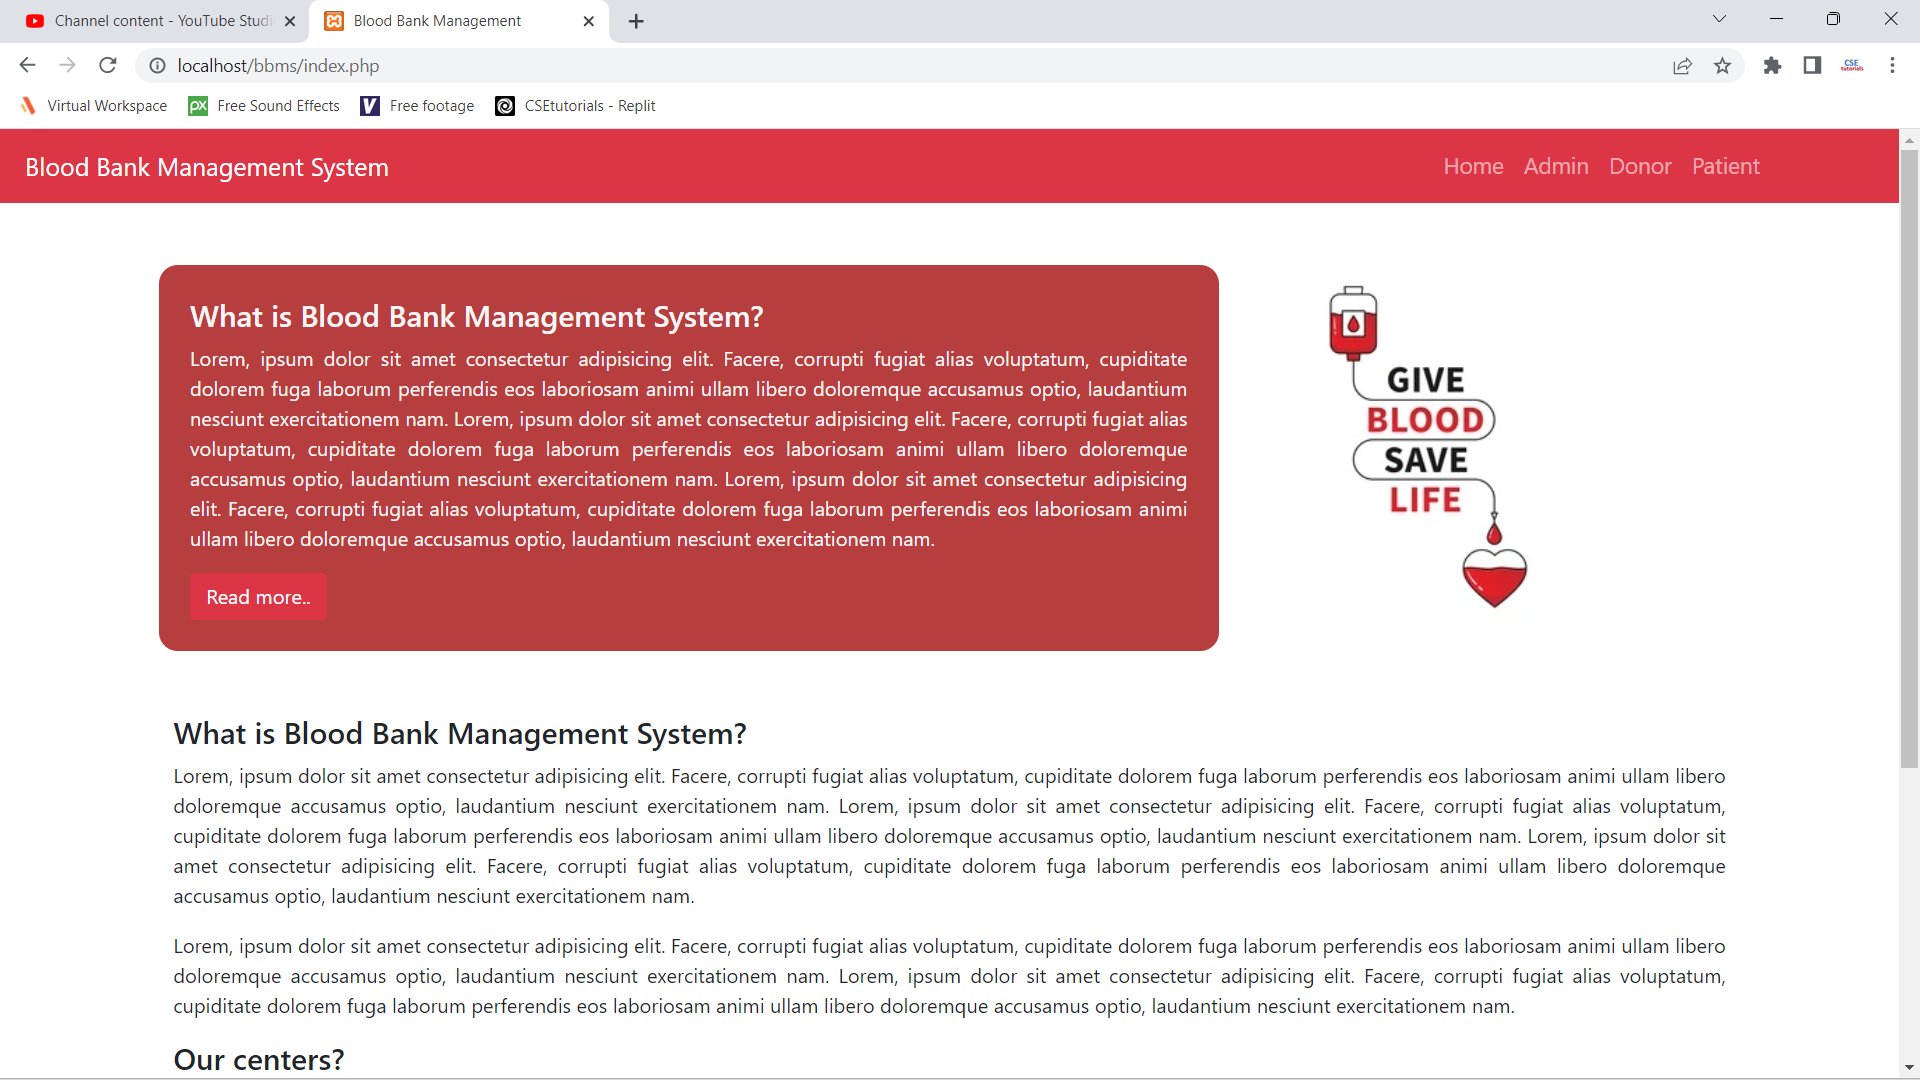 Channel content - YouTube Studi
Blood Bank Management
localhost/bbms/index.php
CSE
tutorials
Virtual Workspace
px
Free Sound Effects
V
Free footage
CSEtutorials - Replit
Blood Bank Management System
Home Admin Donor Patient
What is Blood Bank Management System?
Lorem, ipsum dolor sit amet consectetur adipisicing elit. Facere, corrupti fugiat alias voluptatum, cupiditate
dolorem fuga laborum perferendis eos laboriosam animi ullam libero doloremque accusamus optio, laudantium
nesciunt exercitationem nam. Lorem, ipsum dolor sit amet consectetur adipisicing elit. Facere, corrupti fugiat alias
voluptatum, cupiditate dolorem fuga laborum perferendis eos laboriosam animi ullam libero doloremque
accusamus optio, laudantium nesciunt exercitationem nam. Lorem, ipsum dolor sit amet consectetur adipisicing
elit. Facere, corrupti fugiat alias voluptatum, cupiditate dolorem fuga laborum perferendis eos laboriosam animi
ullam libero doloremque accusamus optio, laudantium nesciunt exercitationem nam.
Read more..
GIVE
BLOOD
SAVE
LIFE
What is Blood Bank Management System?
Lorem, ipsum dolor sit amet consectetur adipisicing elit. Facere, corrupti fugiat alias voluptatum, cupiditate dolorem fuga laborum perferendis eos laboriosam animi ullam libero
doloremque accusamus optio, laudantium nesciunt exercitationem nam. Lorem, ipsum dolor sit amet consectetur adipisicing elit. Facere, corrupti fugiat alias voluptatum,
cupiditate dolorem fuga laborum perferendis eos laboriosam animi ullam libero doloremque accusamus optio, laudantium nesciunt exercitationem nam. Lorem, ipsum dolor sit
amet consectetur adipisicing elit. Facere, corrupti fugiat alias voluptatum, cupiditate dolorem fuga laborum perferendis eos laboriosam animi ullam libero doloremque
accusamus optio, laudantium nesciunt exercitationem nam.
Lorem, ipsum dolor sit amet consectetur adipisicing elit. Facere, corrupti fugiat alias voluptatum, cupiditate dolorem fuga laborum perferendis eos laboriosam animi ullam libero
doloremque accusamus optio, laudantium nesciunt exercitationem nam. Lorem, ipsum dolor sit amet consectetur adipisicing elit. Facere, corrupti fugiat alias voluptatum,
cupiditate dolorem fuga laborum perferendis eos laboriosam animi ullam libero doloremque accusamus optio, laudantium nesciunt exercitationem nam.
Our centers?